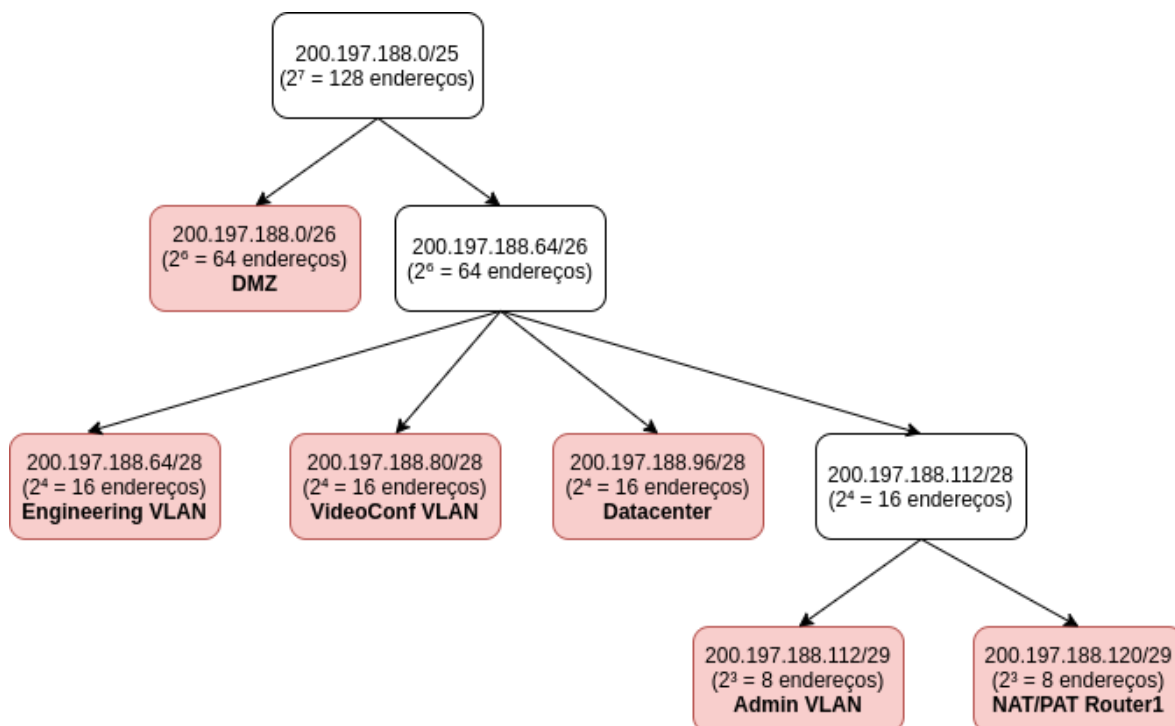 200.197.188.0/25
(2⁷ = 128 endereços)
200.197.188.0/26
(2⁶ = 64 endereços)
DMZ
200.197.188.64/26
(2⁶ = 64 endereços)
200.197.188.64/28
(2⁴ = 16 endereços)
Engineering VLAN
200.197.188.80/28
(2⁴ = 16 endereços)
VideoConf VLAN
200.197.188.96/28
(2⁴ = 16 endereços)
Datacenter
200.197.188.112/28
(2⁴ = 16 endereços)
200.197.188.112/29
(2³ = 8 endereços)
Admin VLAN
200.197.188.120/29
(2³ = 8 endereços)
NAT/PAT Router1